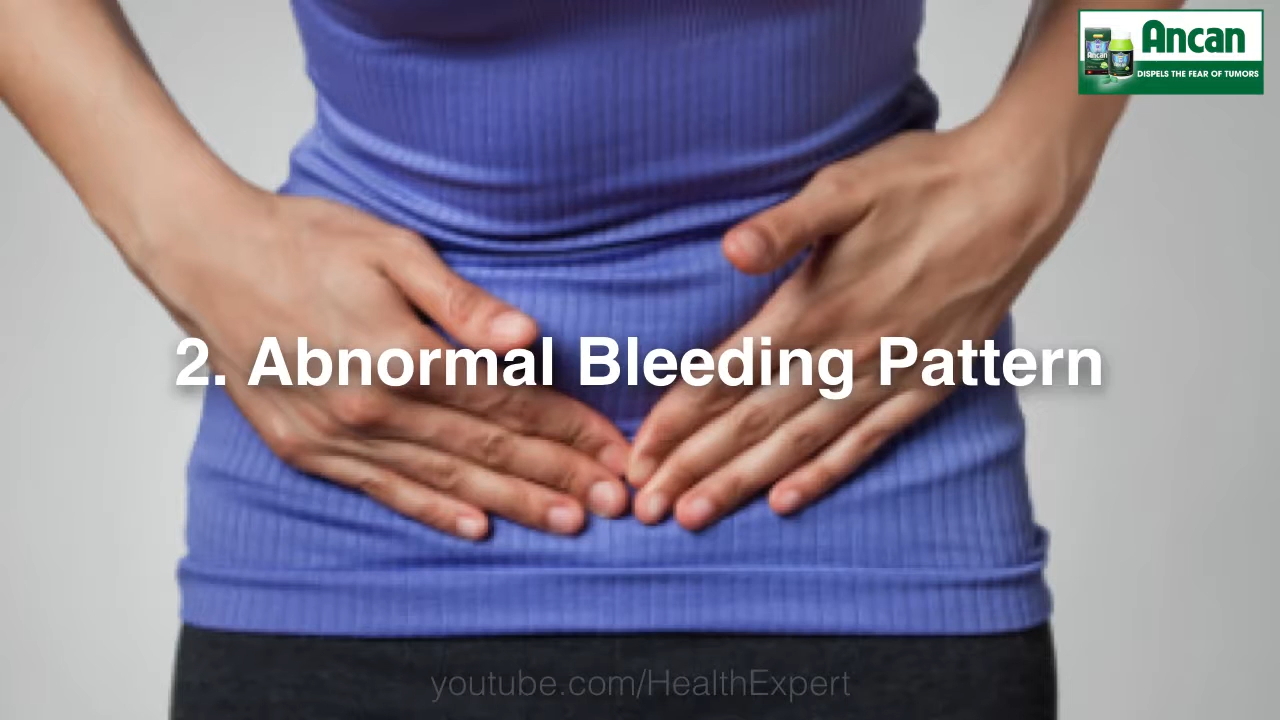 Ancan
DISPELS THE FEAR OF TUMORS
2. Abnormal Bleeding Pattern
youtube.com/HealthExpert